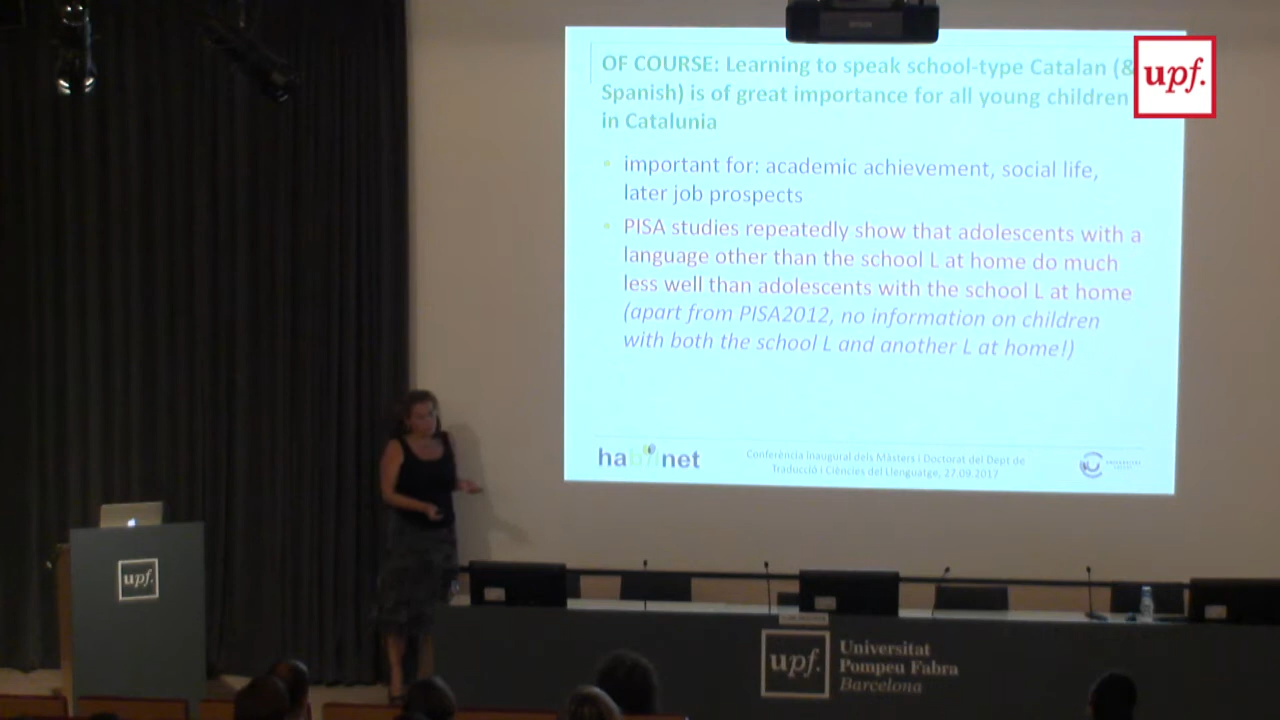 OF COURSE: Learning to speak school-type Catalan (&
Spanish) is of great importance for all young children
in Catalunia
important for: academic achievement, social life,
later job prospects
PISA studies repeatedly show that adolescents with a
language other than the school L at home do much
less well than adolescents with the school L at home
(apart from PISA2012, no information on children
with both the school L and another L at home!)
habilnet
Conferència inaugural dels Màsters i Doctorat del Dept de
Traducció i Ciències del Llenguatge, 27.09.2017
upf.
upf.
upf.
Universitat
Pompeu Fabra
Barcelona